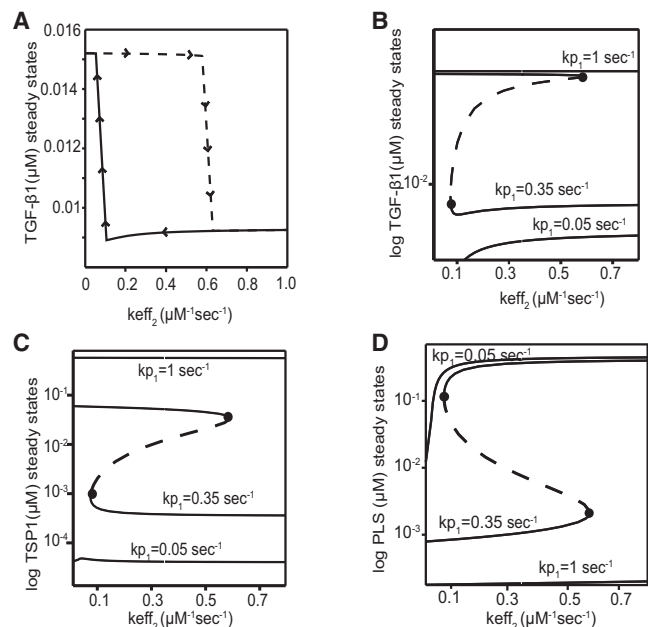 A
0.016
0.014
0.012
0.01
TGF-β1(μM) steady states
0 0.2 0.4 0.6 0.8 1.0
keff₂ (μM⁻¹sec⁻¹)
B
kp₁=1 sec⁻¹
10⁻²
kp₁=0.35 sec⁻¹
kp₁=0.05 sec⁻¹
log TGF-β1(μM) steady states
0.1 0.3 0.5 0.7
keff₂ (μM⁻¹sec⁻¹)
C
10⁻¹
kp₁=1 sec⁻¹
10⁻²
10⁻³
kp₁=0.35 sec⁻¹
10⁻⁴
kp₁=0.05 sec⁻¹
log TSP1(μM) steady states
0.1 0.3 0.5 0.7
keff₂ (μM⁻¹sec⁻¹)
D
kp₁=0.05 sec⁻¹
10⁻¹
10⁻²
10⁻³
kp₁=0.35 sec⁻¹
kp₁=1 sec⁻¹
log PLS (μM) steady states
0.1 0.3 0.5 0.7
keff₂ (μM⁻¹sec⁻¹)